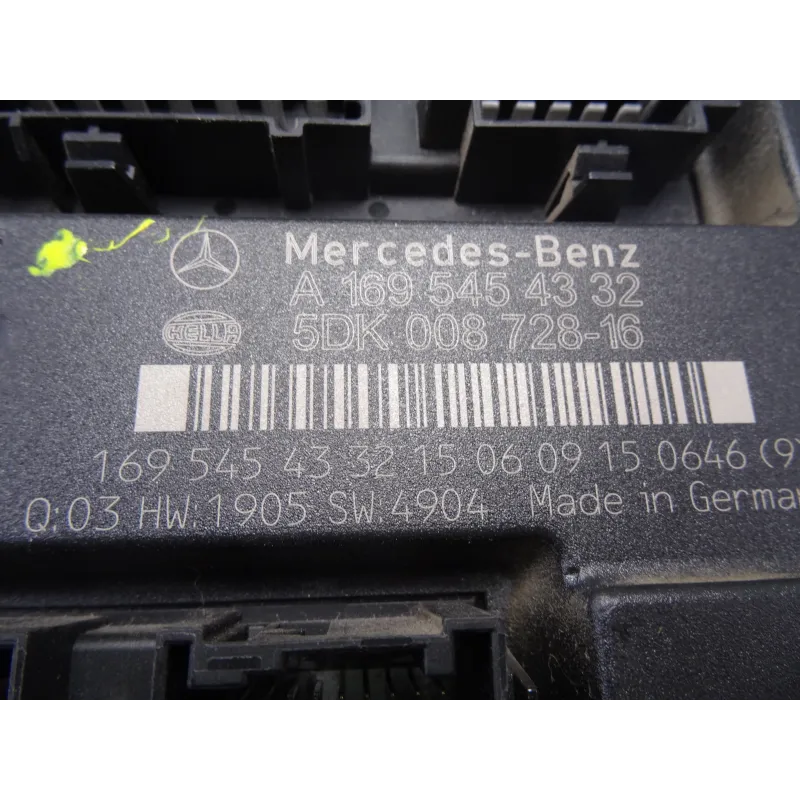 Mercedes-Benz
A 169 545 43 32
HELLA 5DK 008 728-16
169 545 43 32 15 06 09 15 0646 (9)
Q:03 HW:1905 SW:4904 Made in German